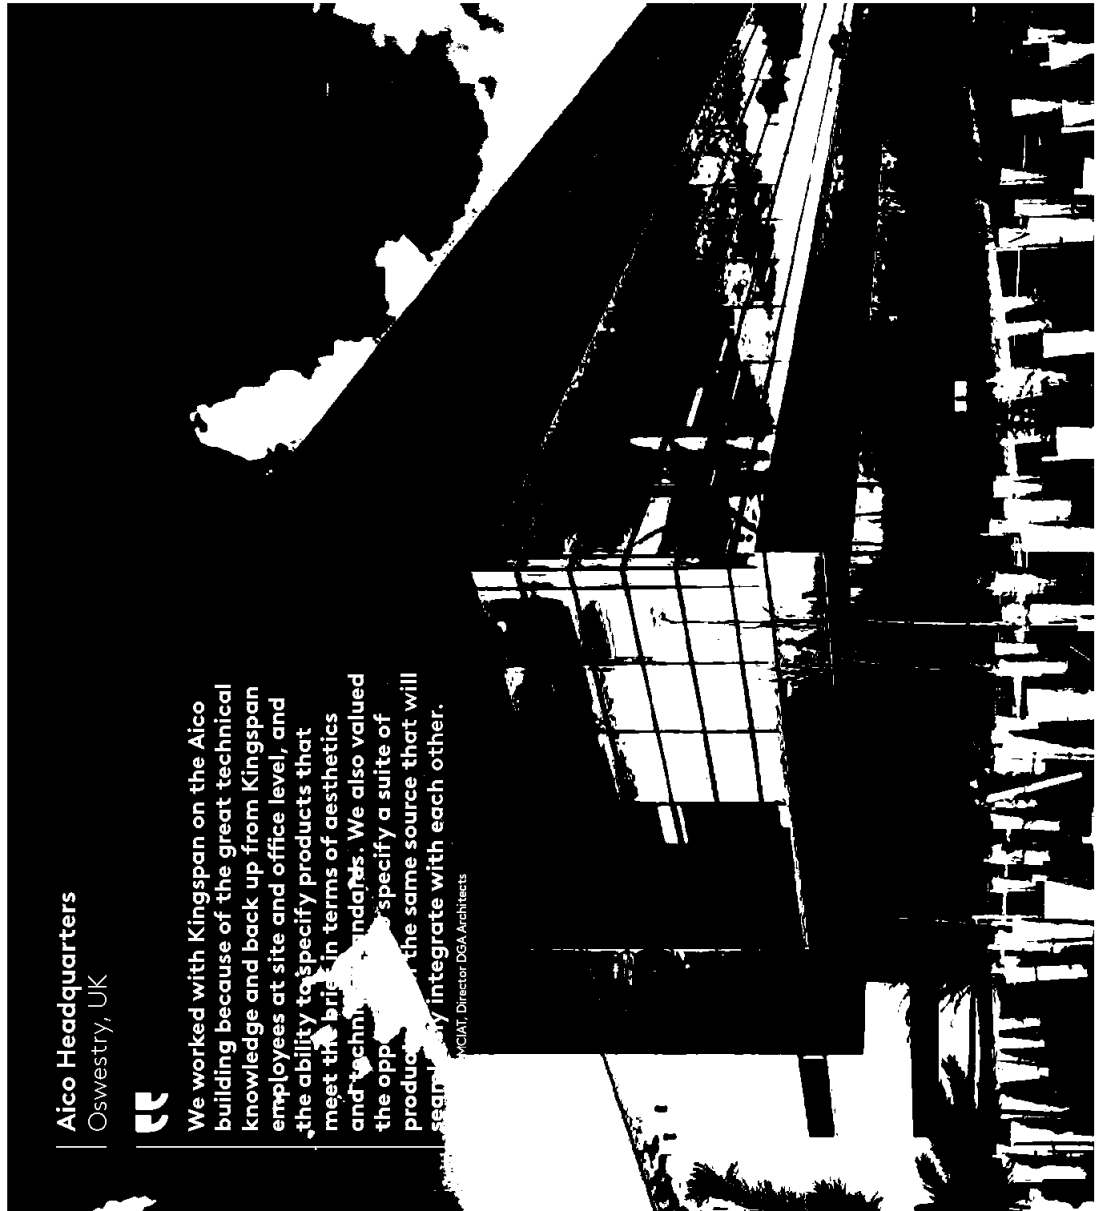 Aico Headquarters
Oswestry, UK
We worked with Kingspan on the Aico
building because of the great technical
knowledge and back up from Kingspan
employees at site and office level, and
the ability to specify products that
meet the brief in terms of aesthetics
and . We also valued
the specify a suite of
the same source that will
integrate with each other.
MCIAT, Director DGA Architects